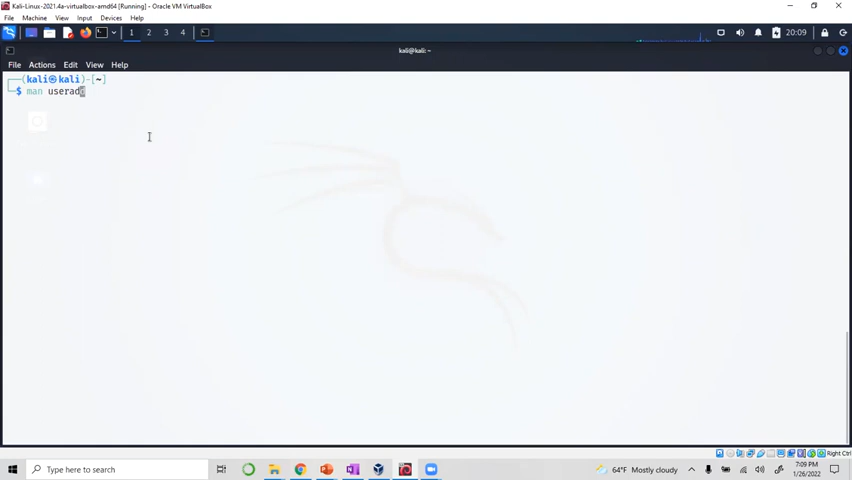 Kali-Linux-2021.4a-virtualbox-amd64 [Running] - Oracle VM VirtualBox
File Machine View Input Devices Help
1 2 3 4 20:09
kali@kali: ~
File Actions Edit View Help
(kali㉿kali)-[~]
$ man userad
Right Ctrl
Type here to search
64°F Mostly cloudy
7:09 PM
1/26/2022